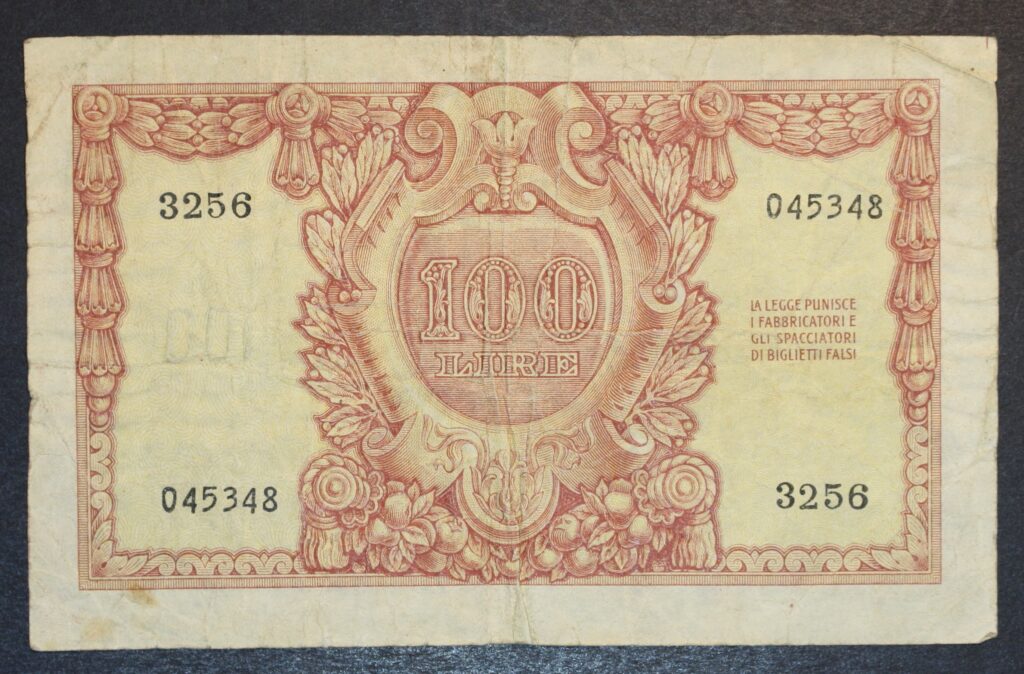 3256
045348
100
LIRE
LA LEGGE PUNISCE
I FABBRICATORI E
GLI SPACCIATORI
DI BIGLIETTI FALSI
045348
3256